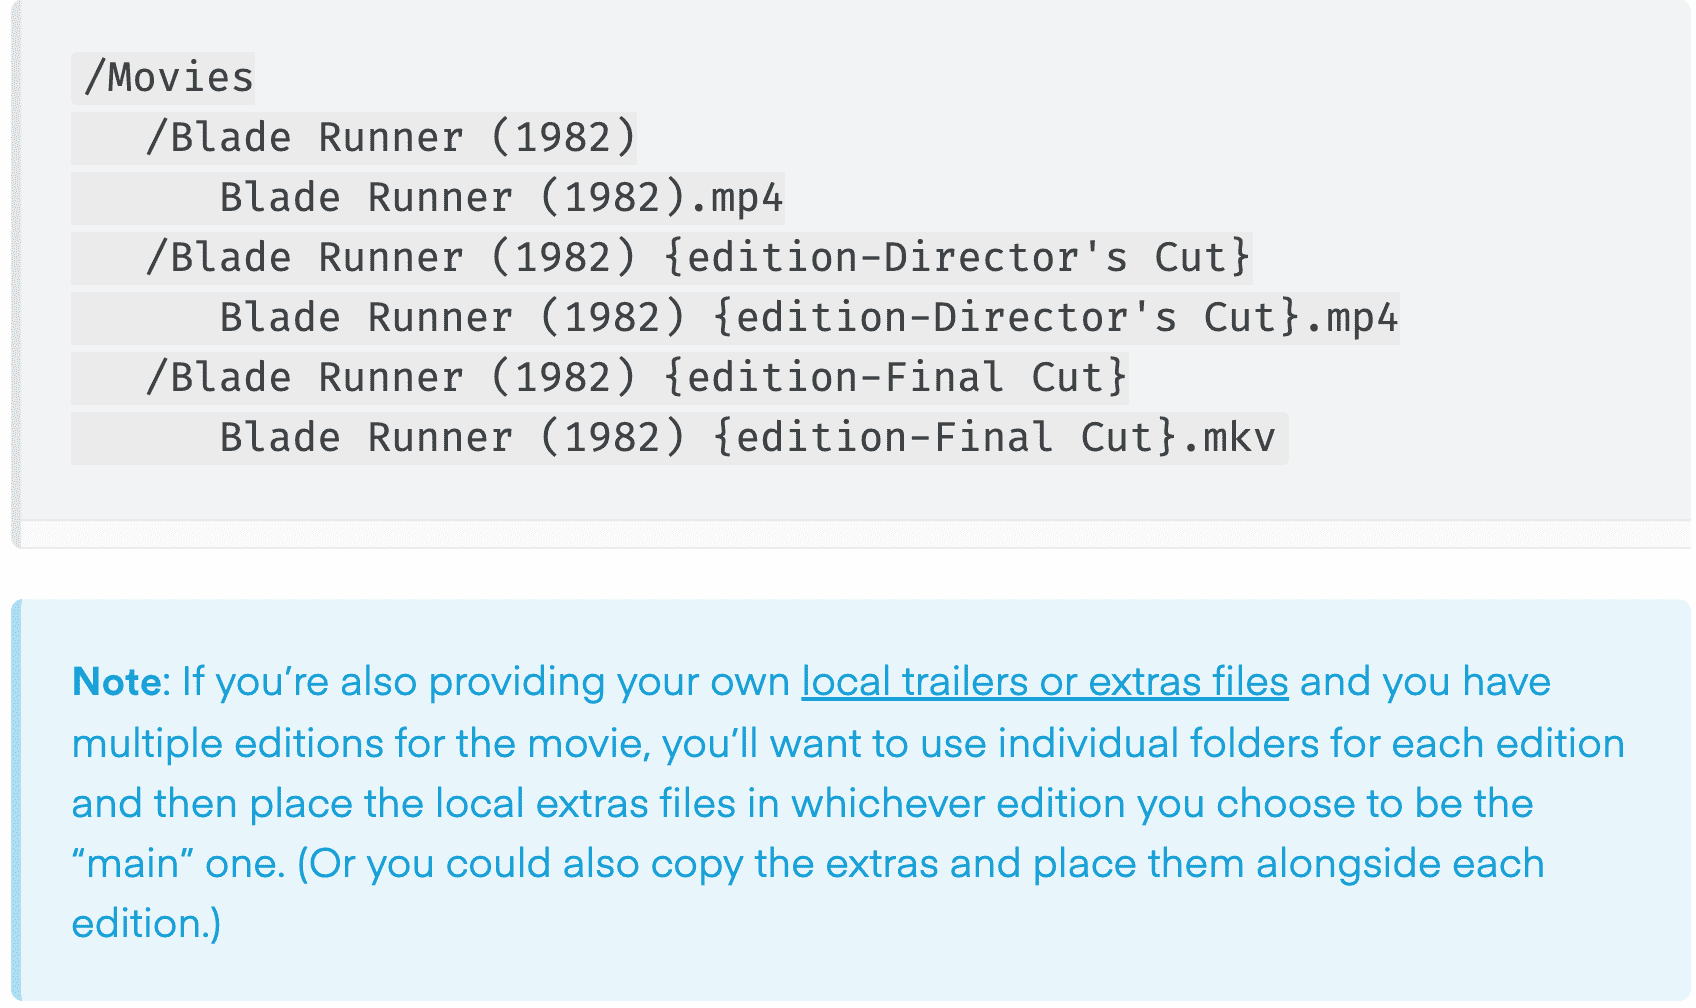 /Movies
/Blade Runner (1982)
Blade Runner (1982).mp4
/Blade Runner (1982) {edition-Director's Cut}
Blade Runner (1982) {edition-Director's Cut}.mp4
/Blade Runner (1982) {edition-Final Cut}
Blade Runner (1982) {edition-Final Cut}.mkv
Note: If you’re also providing your own local trailers or extras files and you have
multiple editions for the movie, you’ll want to use individual folders for each edition
and then place the local extras files in whichever edition you choose to be the
“main” one. (Or you could also copy the extras and place them alongside each
edition.)